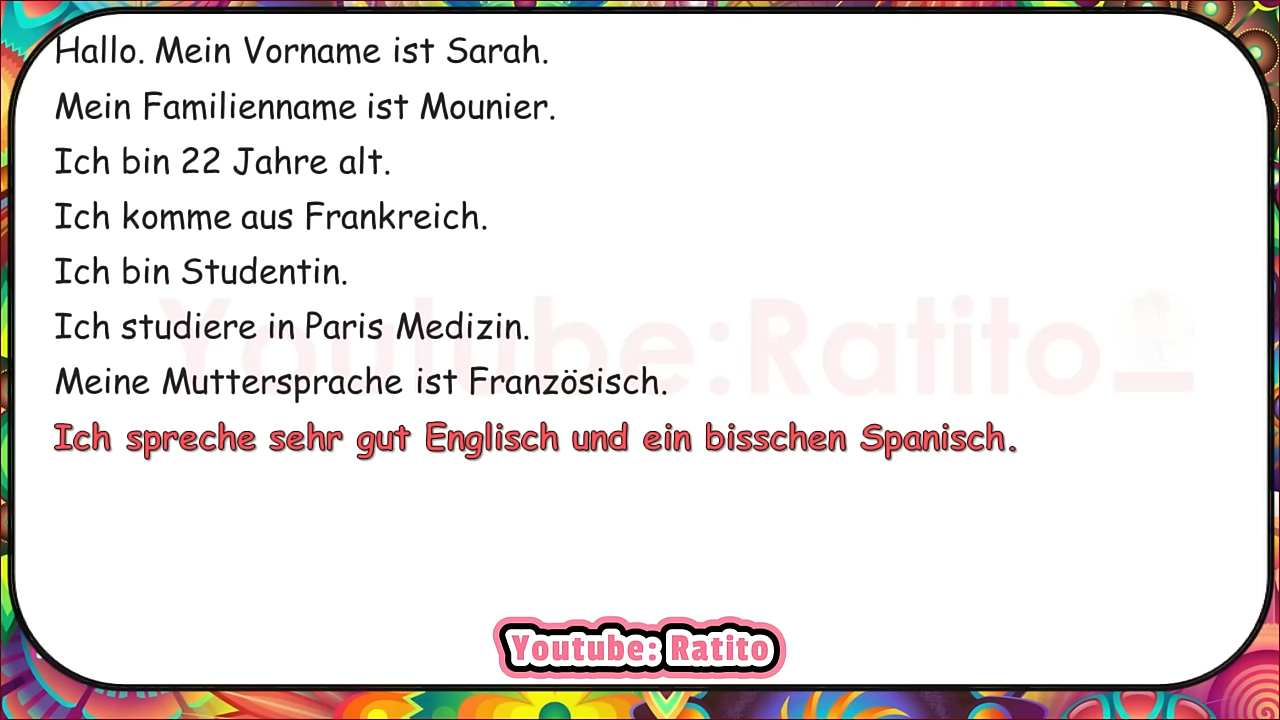 Hallo. Mein Vorname ist Sarah.
Mein Familienname ist Mounier.
Ich bin 22 Jahre alt.
Ich komme aus Frankreich.
Ich bin Studentin.
Youtube:Ratito
Ich studiere in Paris Medizin.
Meine Muttersprache ist Französisch.
Ich spreche sehr gut Englisch und ein bisschen Spanisch.
Youtube: Ratito